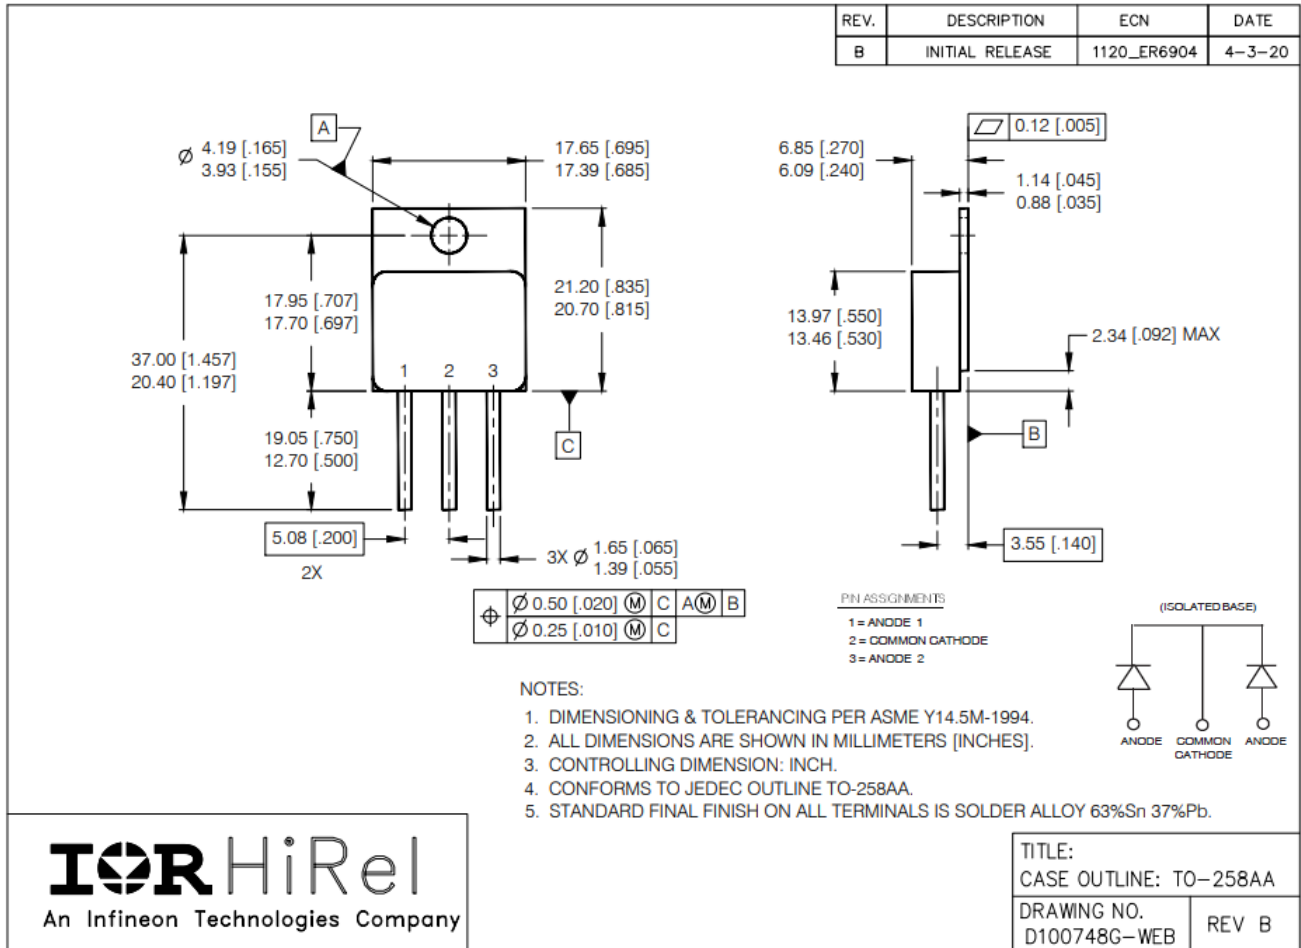 REV. DESCRIPTION ECN DATE
B INITIAL RELEASE 1120_ER6904 4-3-20
A
Ø 4.19 [.165]
3.93 [.155]
17.65 [.695]
17.39 [.685]
17.95 [.707]
17.70 [.697]
21.20 [.835]
20.70 [.815]
37.00 [1.457]
20.40 [1.197]
1 2 3
19.05 [.750]
12.70 [.500]
C
5.08 [.200]
2X
3X Ø 1.65 [.065]
1.39 [.055]
⌖ Ø 0.50 [.020] Ⓜ C AⓂ B
Ø 0.25 [.010] Ⓜ C
⏥ 0.12 [.005]
6.85 [.270]
6.09 [.240]
1.14 [.045]
0.88 [.035]
13.97 [.550]
13.46 [.530]
2.34 [.092] MAX
B
3.55 [.140]
PIN ASSIGNMENTS
1 = ANODE 1
2 = COMMON CATHODE
3 = ANODE 2
(ISOLATED BASE)
ANODE COMMON ANODE
CATHODE
NOTES:
1. DIMENSIONING & TOLERANCING PER ASME Y14.5M-1994.
2. ALL DIMENSIONS ARE SHOWN IN MILLIMETERS [INCHES].
3. CONTROLLING DIMENSION: INCH.
4. CONFORMS TO JEDEC OUTLINE TO-258AA.
5. STANDARD FINAL FINISH ON ALL TERMINALS IS SOLDER ALLOY 63%Sn 37%Pb.
IOR HiRel
An Infineon Technologies Company
TITLE:
CASE OUTLINE: TO-258AA
DRAWING NO.
D100748G-WEB
REV B